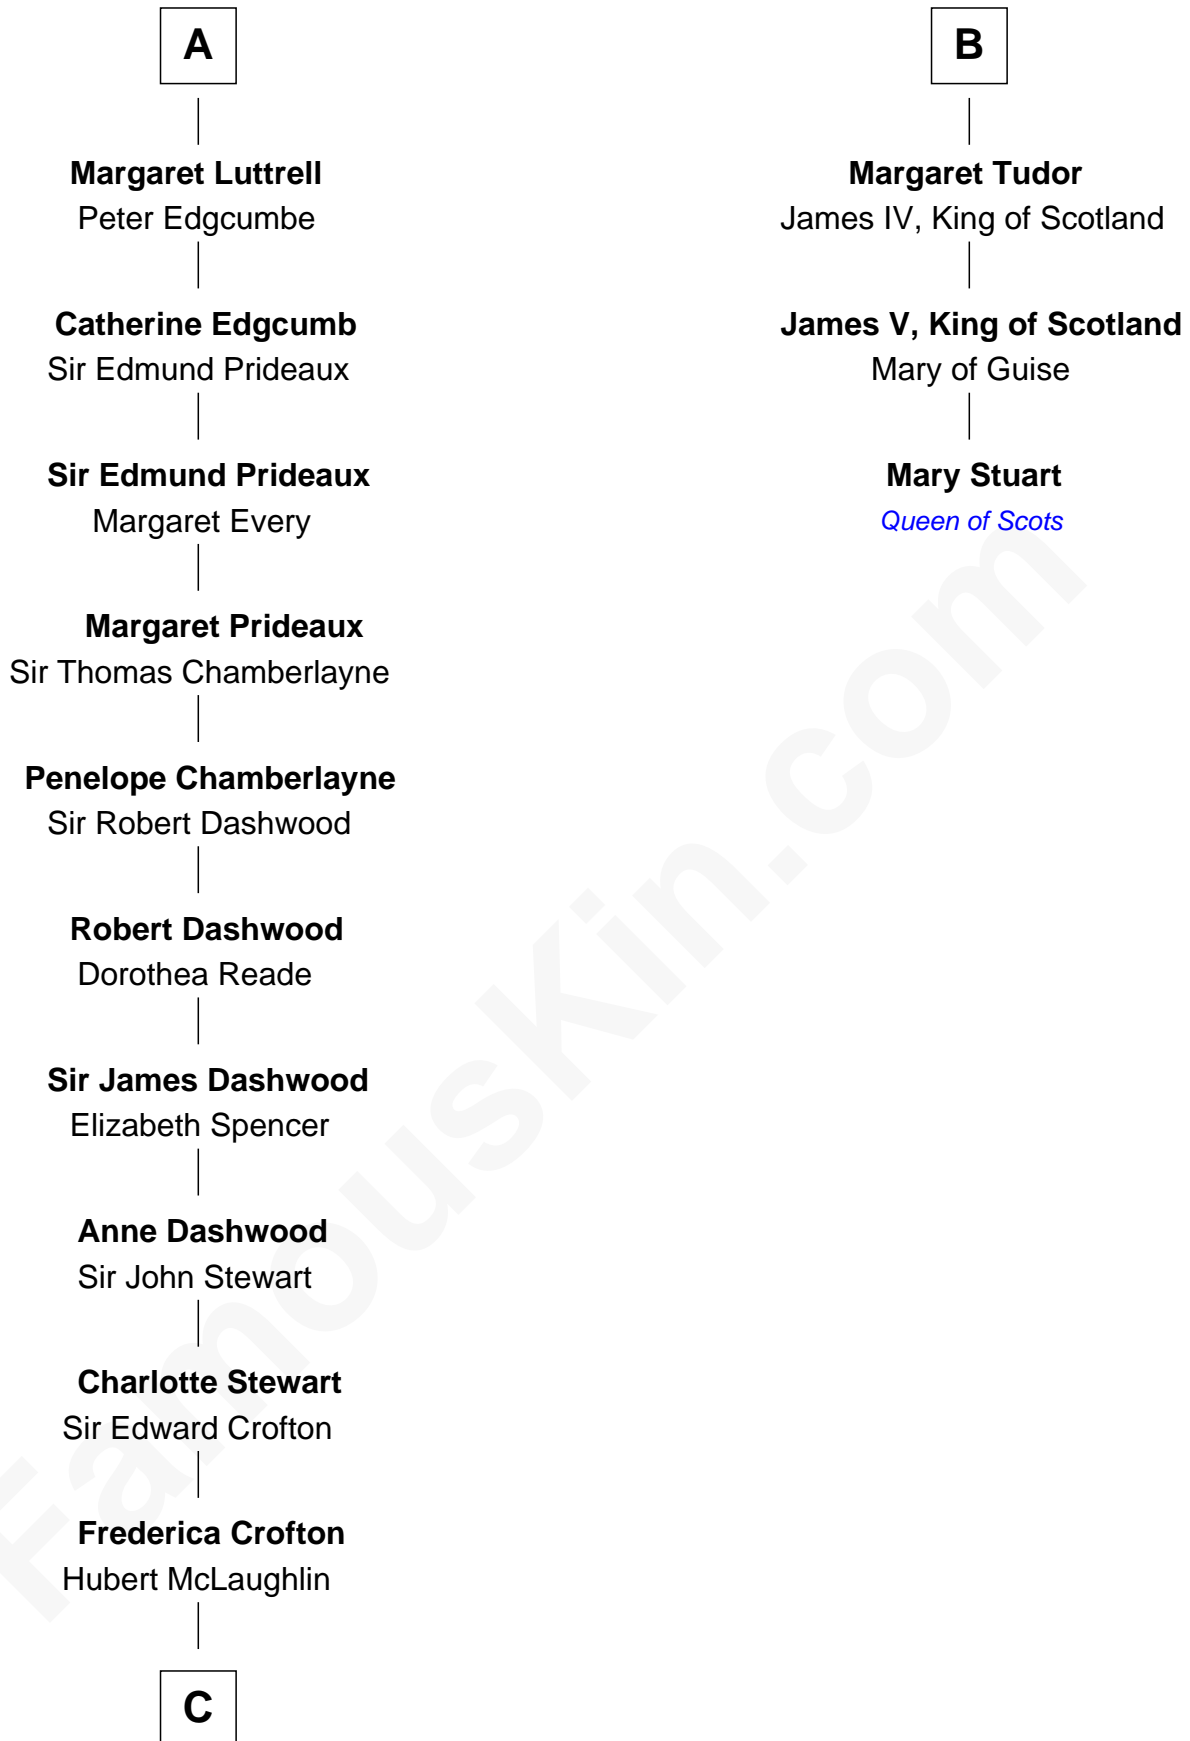 A
Margaret Luttrell
Peter Edgcumbe
Catherine Edgcumb
Sir Edmund Prideaux
Sir Edmund Prideaux
Margaret Every
Margaret Prideaux
Sir Thomas Chamberlayne
Penelope Chamberlayne
Sir Robert Dashwood
Robert Dashwood
Dorothea Reade
Sir James Dashwood
Elizabeth Spencer
Anne Dashwood
Sir John Stewart
Charlotte Stewart
Sir Edward Crofton
Frederica Crofton
Hubert McLaughlin
C
B
Margaret Tudor
James IV, King of Scotland
James V, King of Scotland
Mary of Guise
Mary Stuart
Queen of Scots
FamousKin.com